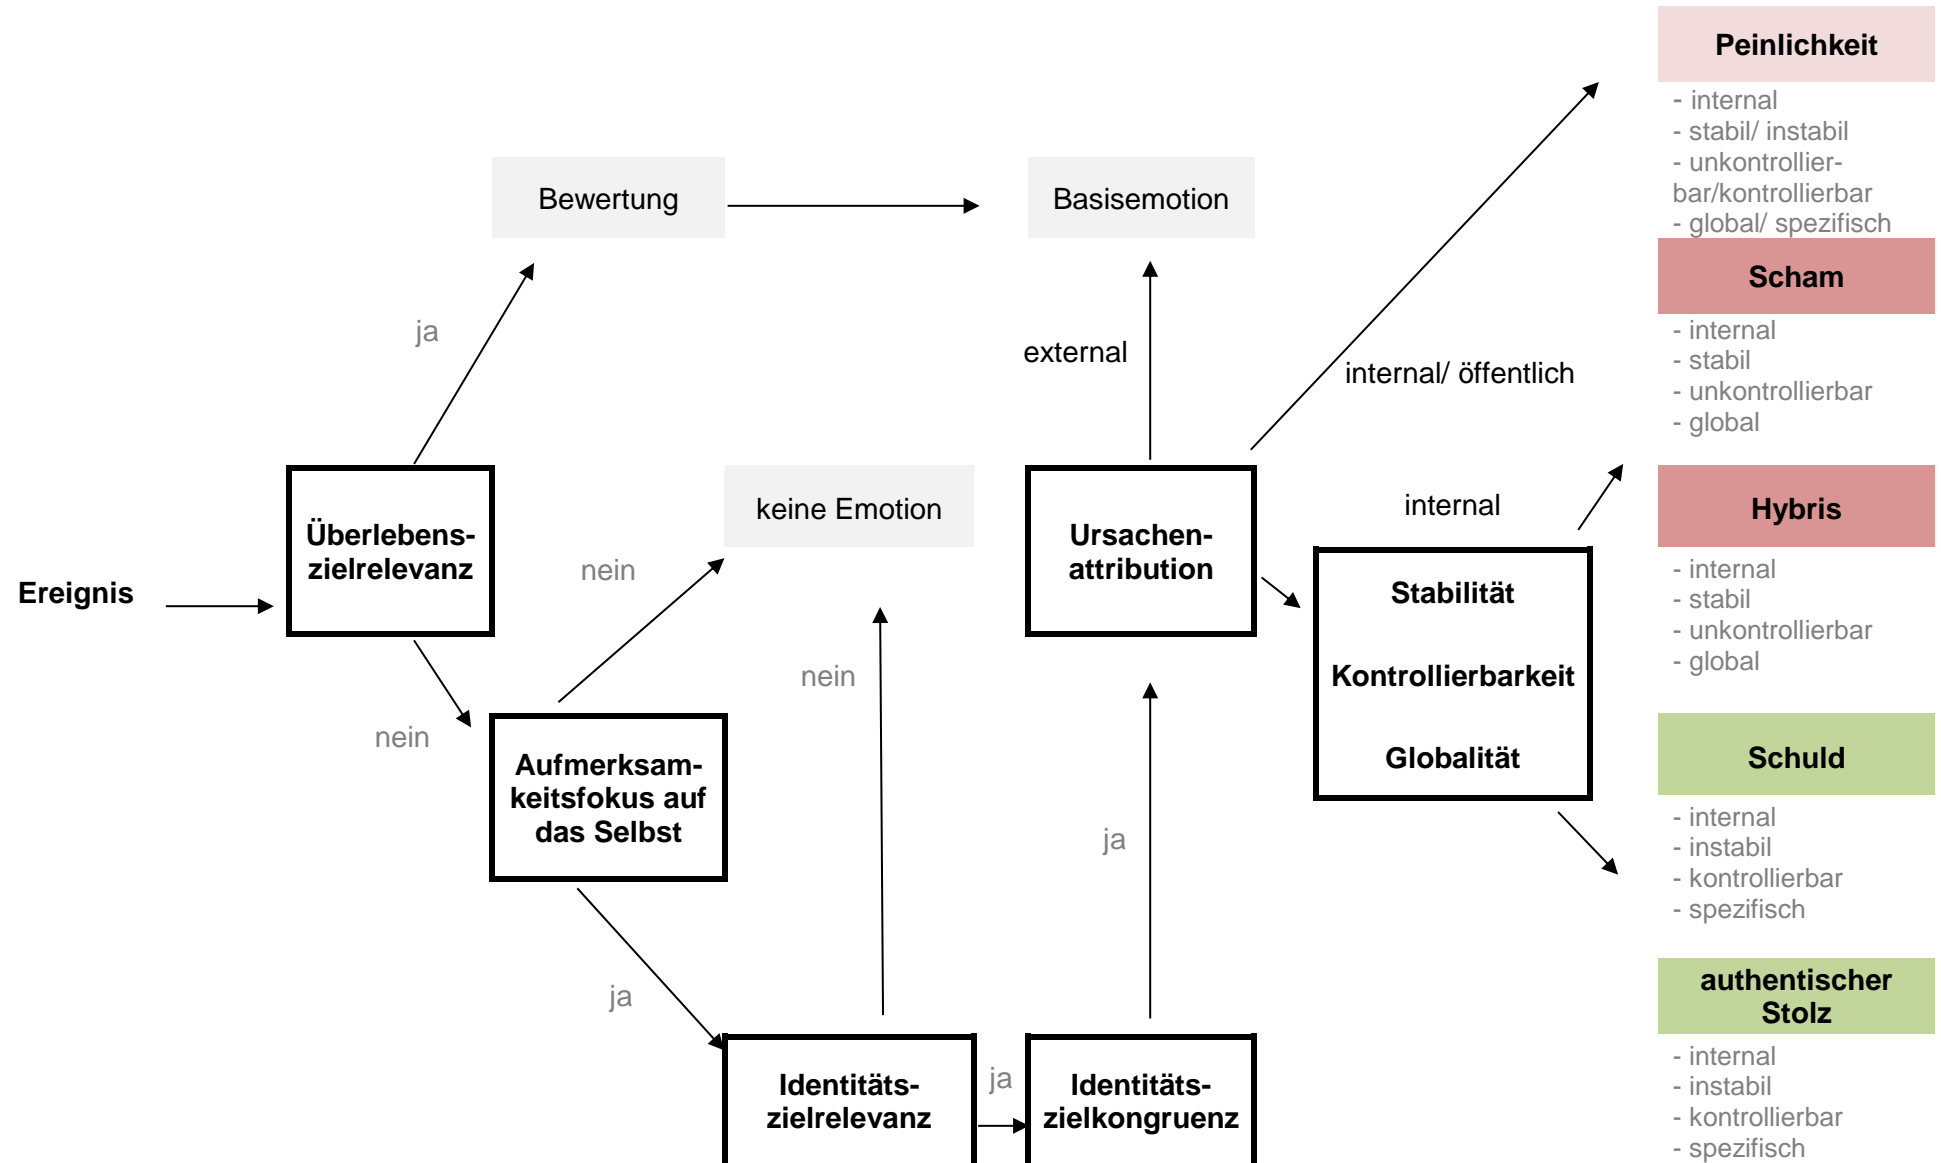 Peinlichkeit
- internal
- stabil/ instabil
- unkontrollier-
bar/kontrollierbar
- global/ spezifisch
Bewertung
Basisemotion
Scham
- internal
- stabil
- unkontrollierbar
- global
ja
external
internal/ öffentlich
Überlebens-
zielrelevanz
keine Emotion
Ursachen-
attribution
internal
Hybris
- internal
- stabil
- unkontrollierbar
- global
Ereignis
nein
Stabilität
Kontrollierbarkeit
Globalität
nein
nein
Aufmerksam-
keitsfokus auf
das Selbst
ja
Schuld
- internal
- instabil
- kontrollierbar
- spezifisch
ja
authentischer
Stolz
- internal
- instabil
- kontrollierbar
- spezifisch
Identitäts-
zielrelevanz
ja
Identitäts-
zielkongruenz